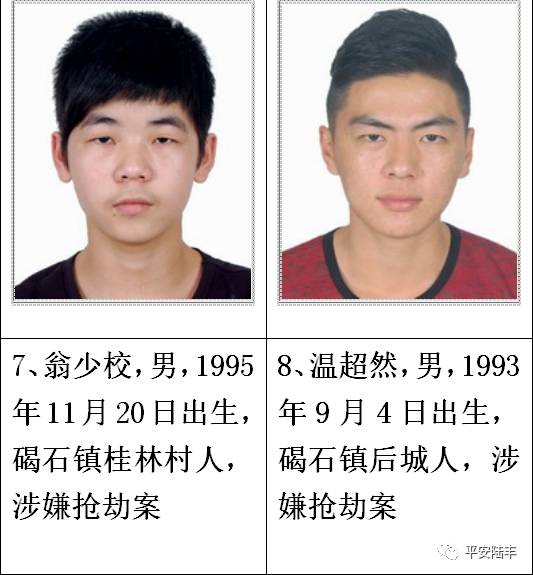 7、翁少校，男，1995
年11月20日出生，
碣石镇桂林村人，
涉嫌抢劫案
8、温超然，男，1993
年9月4日出生，
碣石镇后城人，涉
嫌抢劫案
平安陆丰